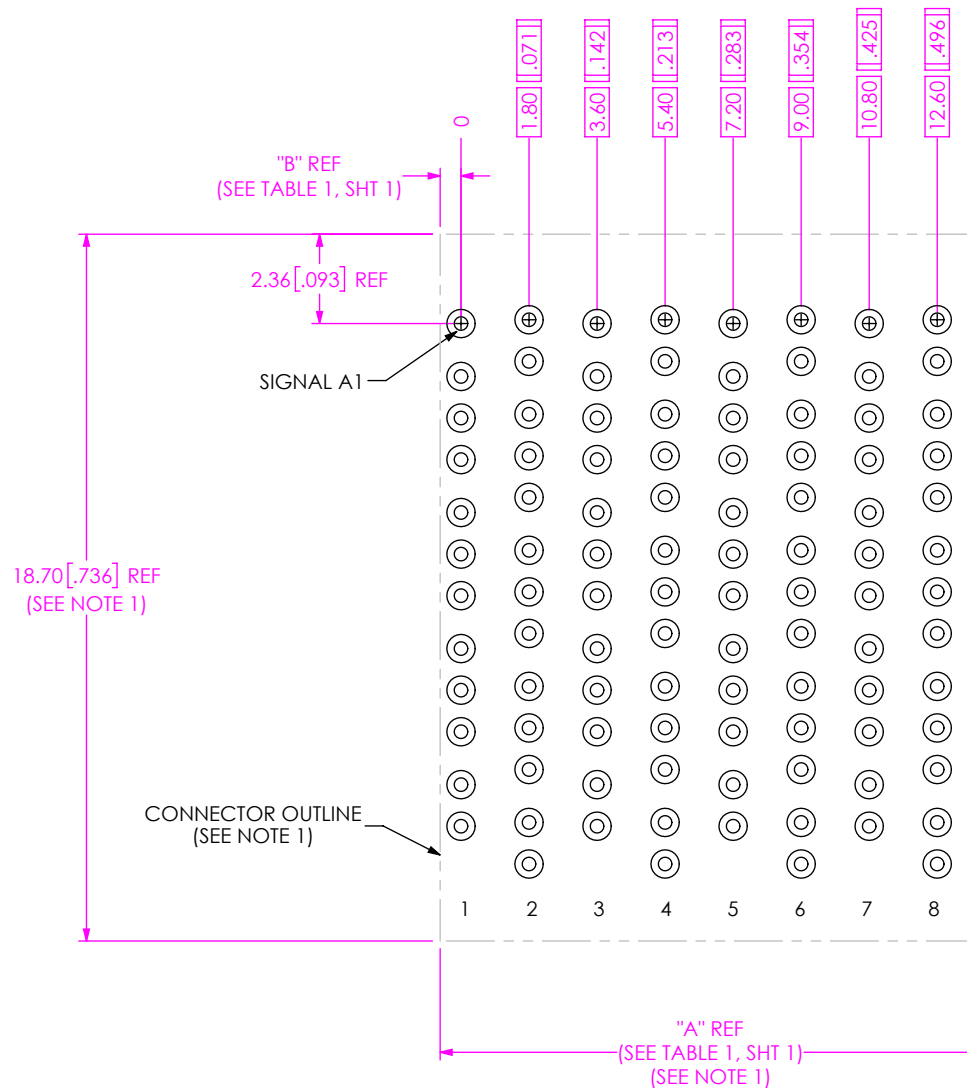 0
1.80 [.071]
3.60 [.142]
5.40 [.213]
7.20 [.283]
9.00 [.354]
10.80 [.425]
12.60 [.496]
"B" REF
(SEE TABLE 1, SHT 1)
2.36[.093] REF
SIGNAL A1
18.70[.736] REF
(SEE NOTE 1)
CONNECTOR OUTLINE
(SEE NOTE 1)
1 2 3 4 5 6 7 8
"A" REF
(SEE TABLE 1, SHT 1)
(SEE NOTE 1)